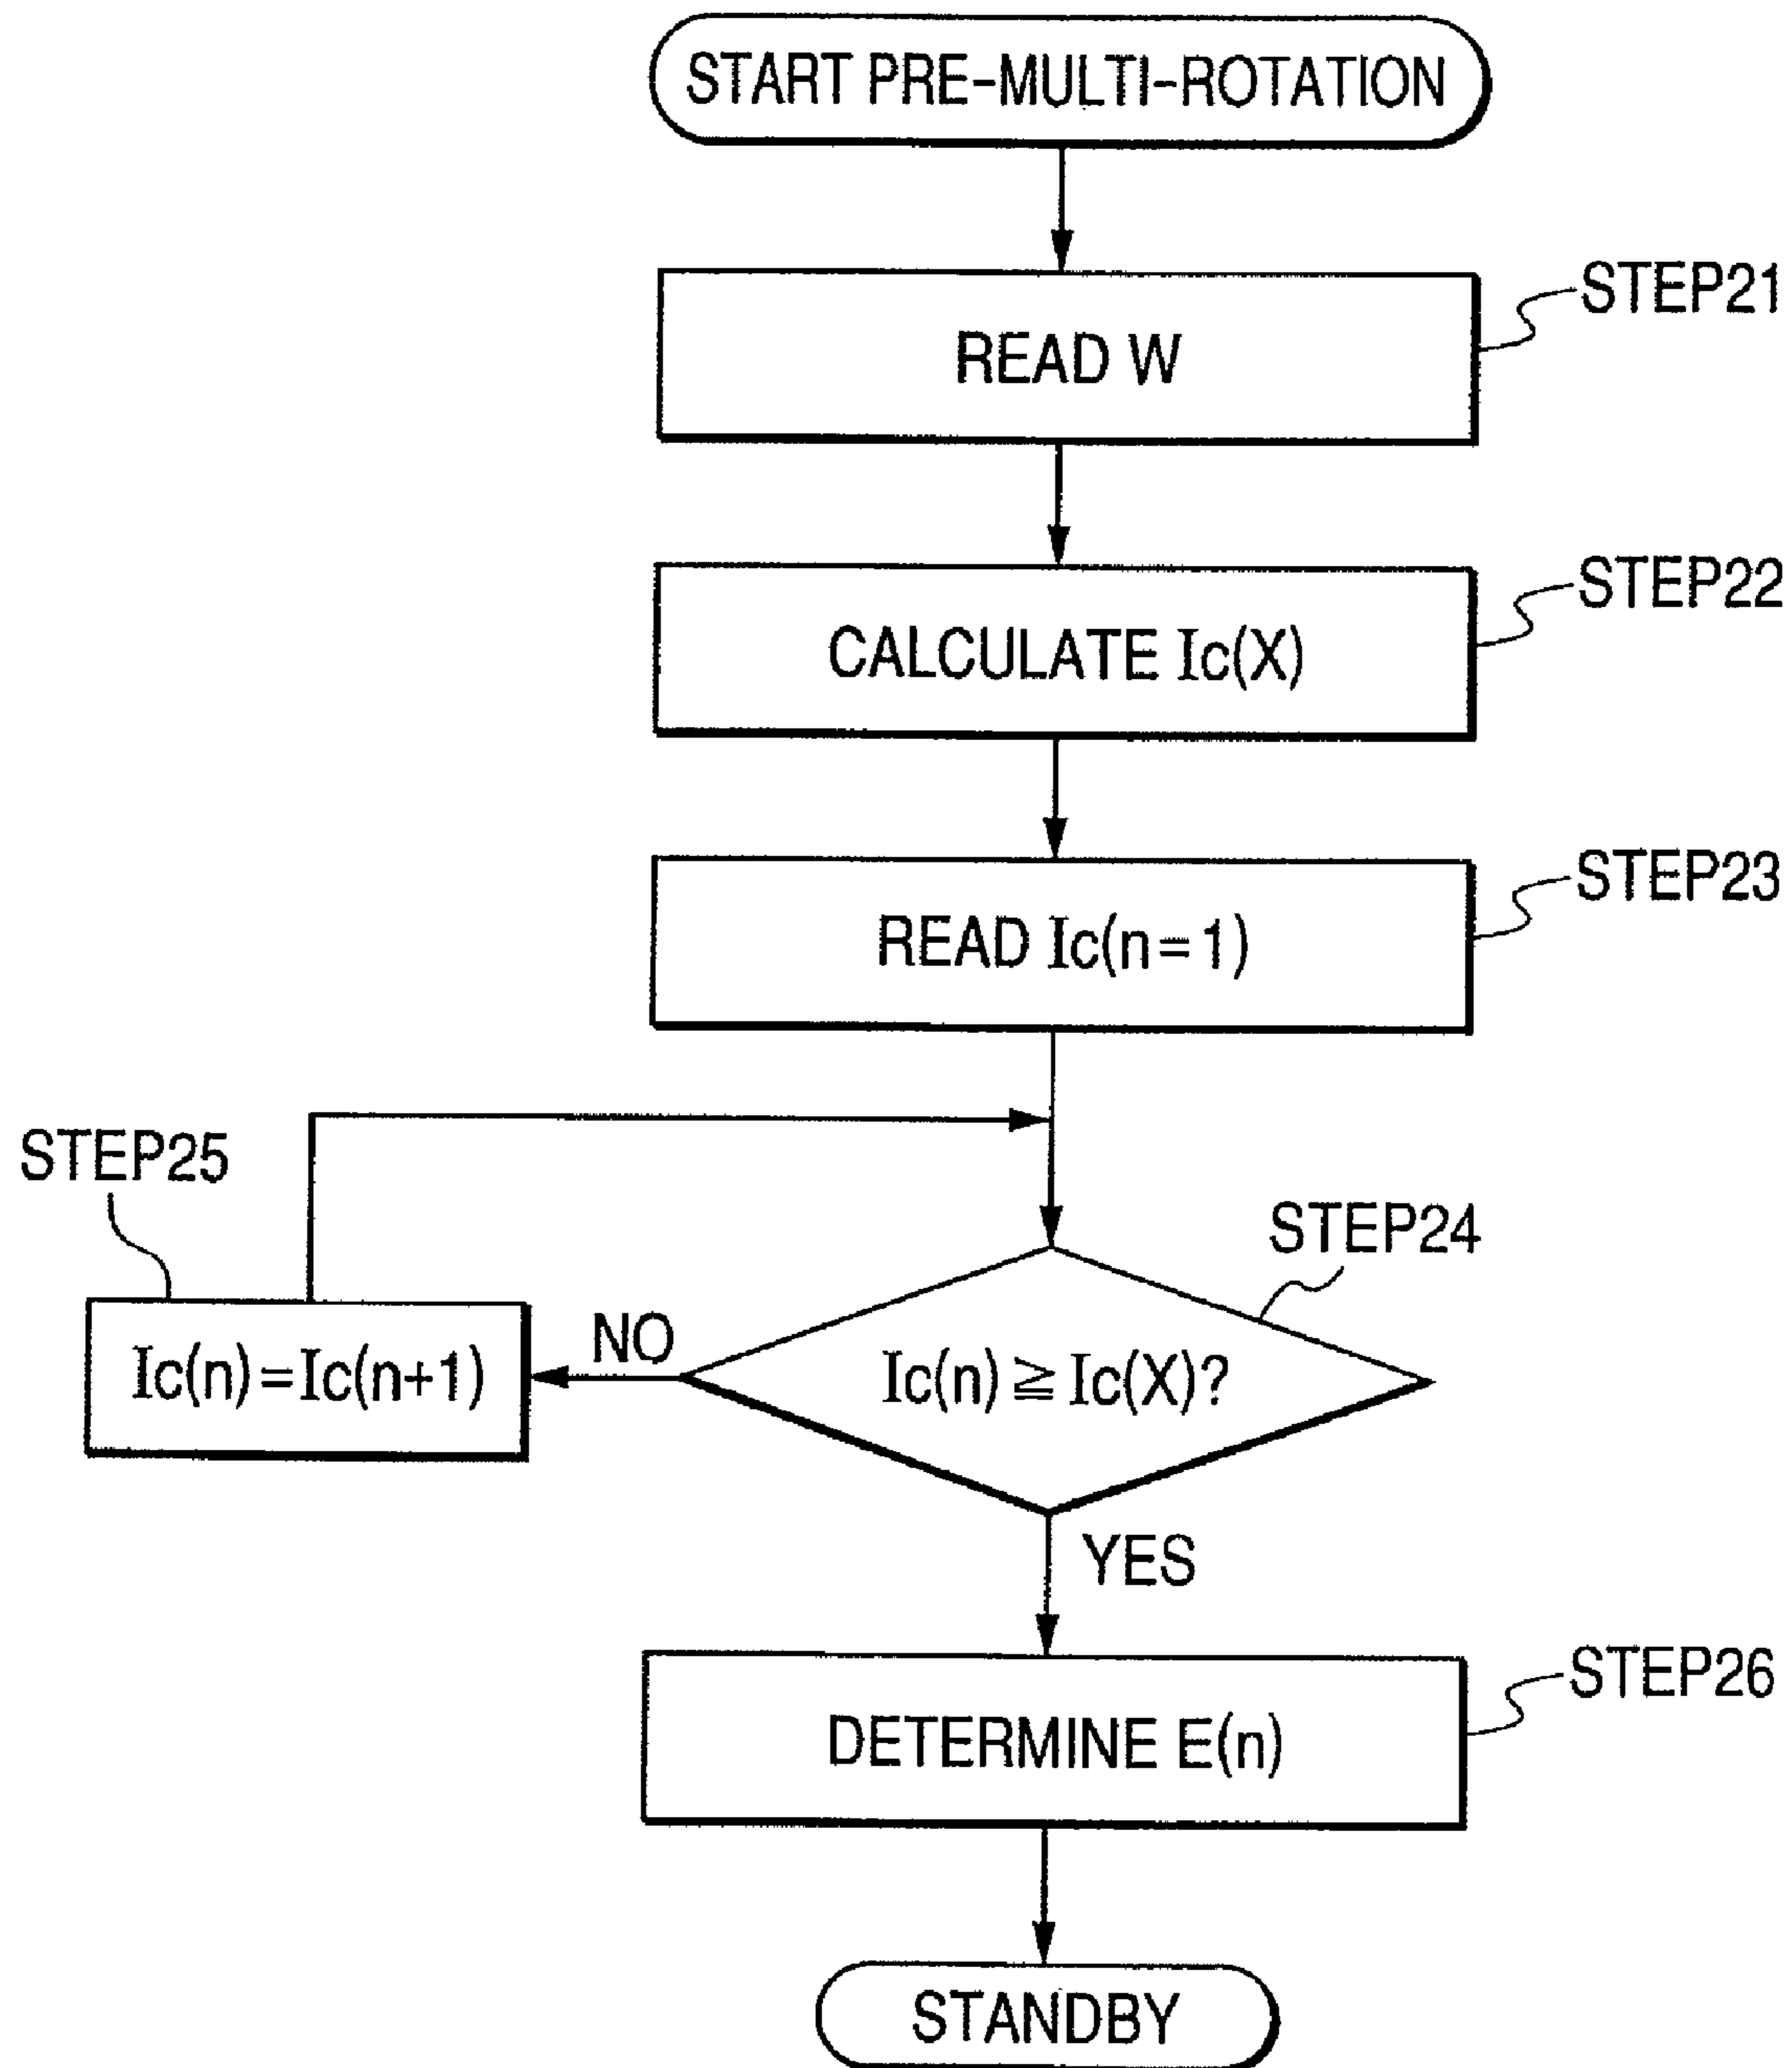 START PRE-MULTI-ROTATION
STEP21
READ W
STEP22
CALCULATE Ic(X)
STEP23
READ Ic(n=1)
STEP25
STEP24
Ic(n)=Ic(n+1)
NO
Ic(n)≧Ic(X)?
YES
STEP26
DETERMINE E(n)
STANDBY